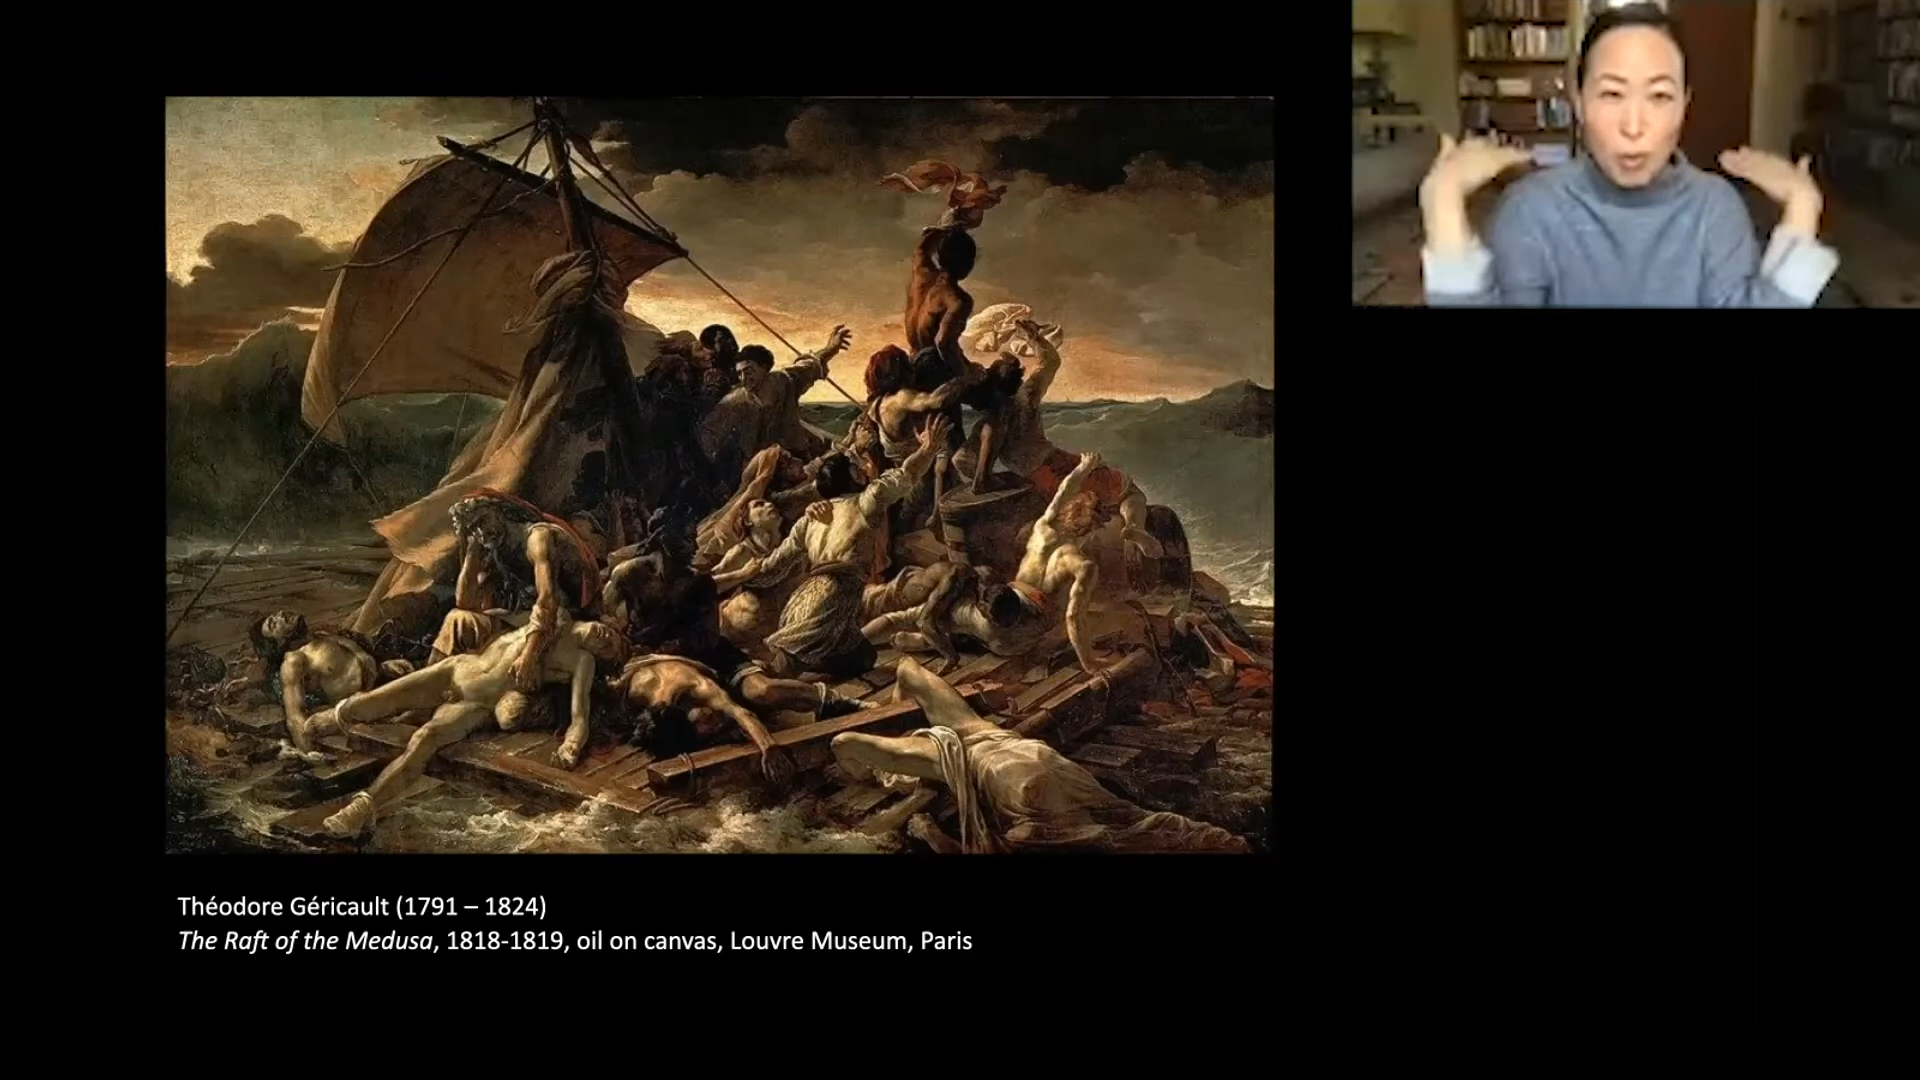 Théodore Géricault (1791 – 1824)
The Raft of the Medusa, 1818-1819, oil on canvas, Louvre Museum, Paris